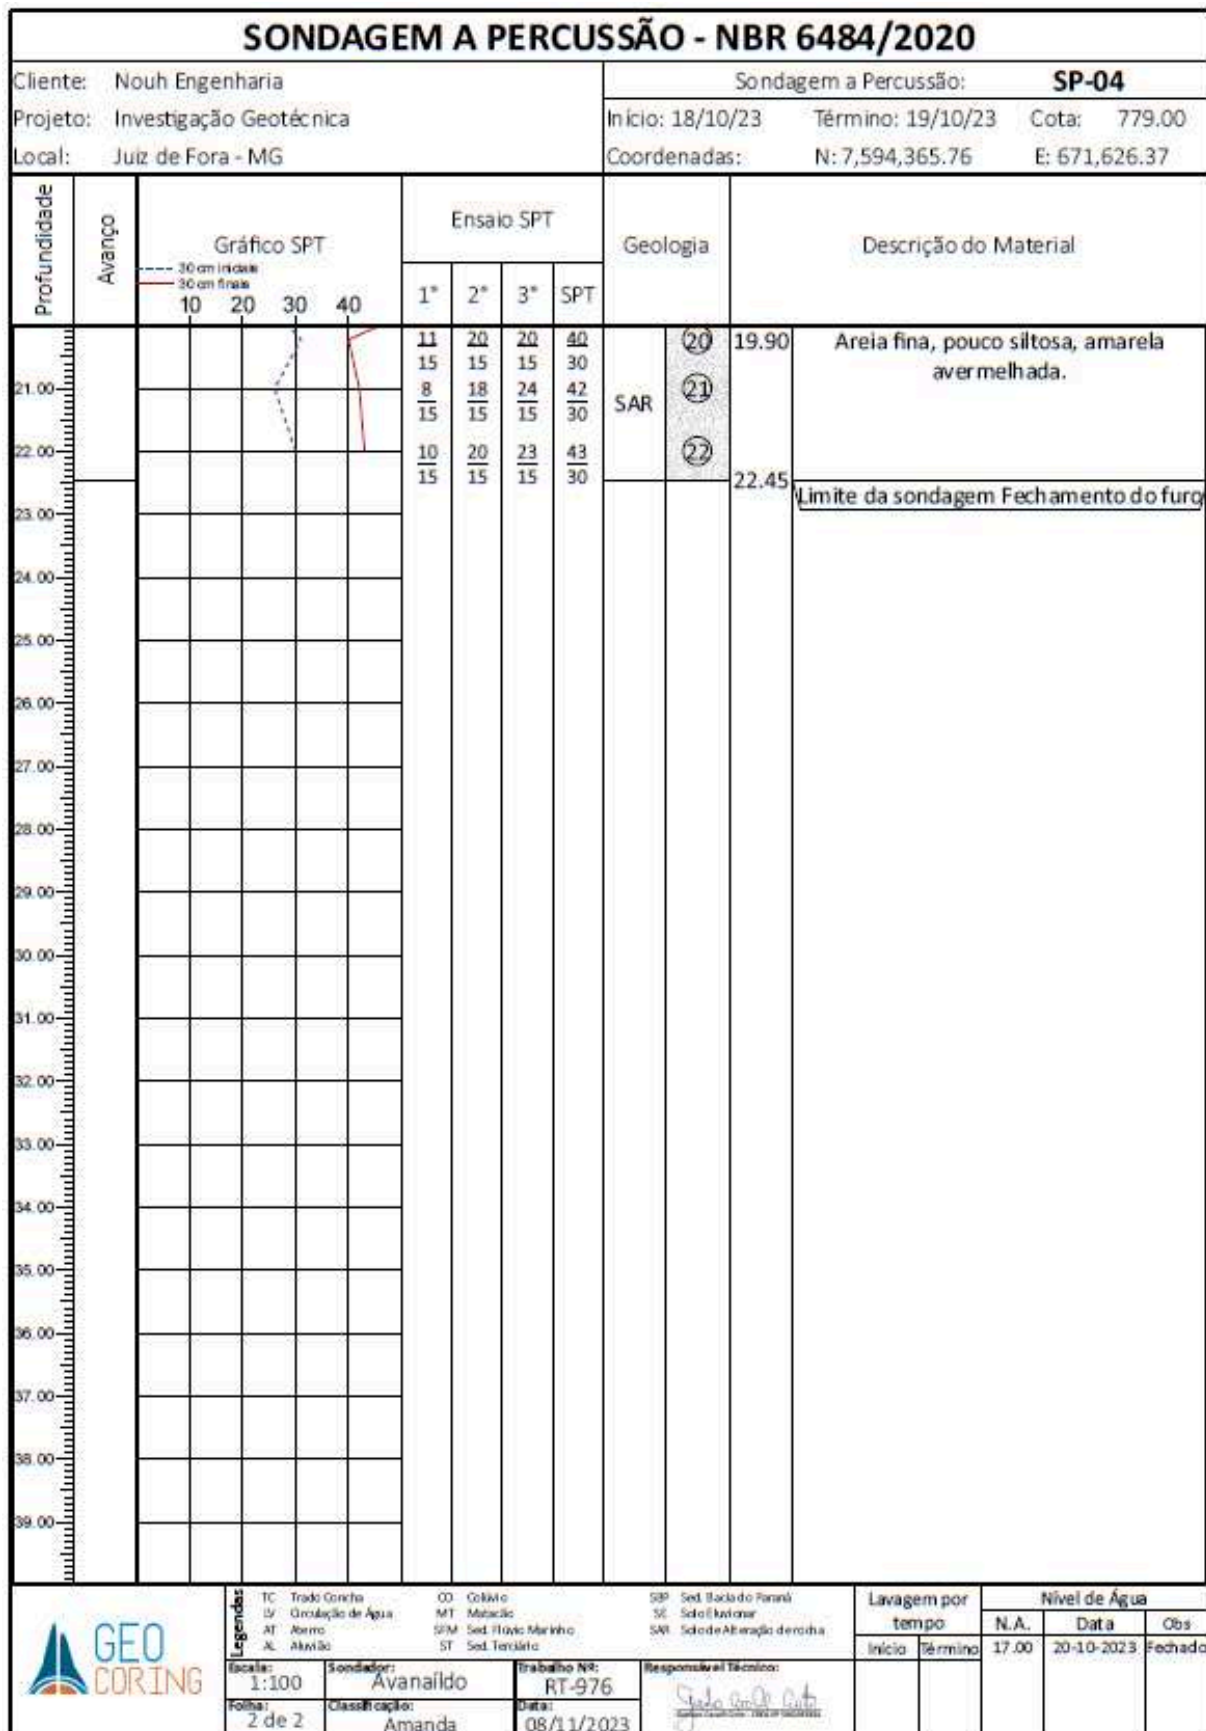 SONDAGEM A PERCUSSÃO - NBR 6484/2020
Cliente: Nouh Engenharia
Sondagem a Percussão: SP-04
Projeto: Investigação Geotécnica
Início: 18/10/23 Término: 19/10/23 Cota: 779.00
Local: Juiz de Fora - MG
Coordenadas: N: 7,594,365.76 E: 671,626.37
Profundidade
Avanço
Gráfico SPT
30 cm iniciais
30 cm finais
10 20 30 40
Ensaio SPT
1° 2° 3° SPT
Geologia
Descrição do Material
11 20 20 40
15 15 15 30
20 19.90 Areia fina, pouco siltosa, amarela
avermelhada.
21.00
8 18 24 42
15 15 15 30
SAR 21
22.00
10 20 23 43
15 15 15 30
22
22.45 Limite da sondagem Fechamento do furo
23.00
24.00
25.00
26.00
27.00
28.00
29.00
30.00
31.00
32.00
33.00
34.00
35.00
36.00
37.00
38.00
39.00
GEO
CORING
Legendas
TC Trado Concha
LV Circulação de Água
AT Aterro
AL Aluvião
CO Colúvio
MT Matacão
SFM Sed. Flúvio Marinho
ST Sed. Terciário
SBP Sed. Bacia do Paraná
SE Solo Eluvionar
SAR Solo de Alteração de rocha
Escala: 1:100
Sondador: Avanaildo
Trabalho Nº: RT-976
Responsável Técnico:
Folha: 2 de 2
Classificação: Amanda
Data: 08/11/2023
Lavagem por
tempo
Início Término
Nível de Água
N.A. Data Obs
17.00 20-10-2023 Fechado